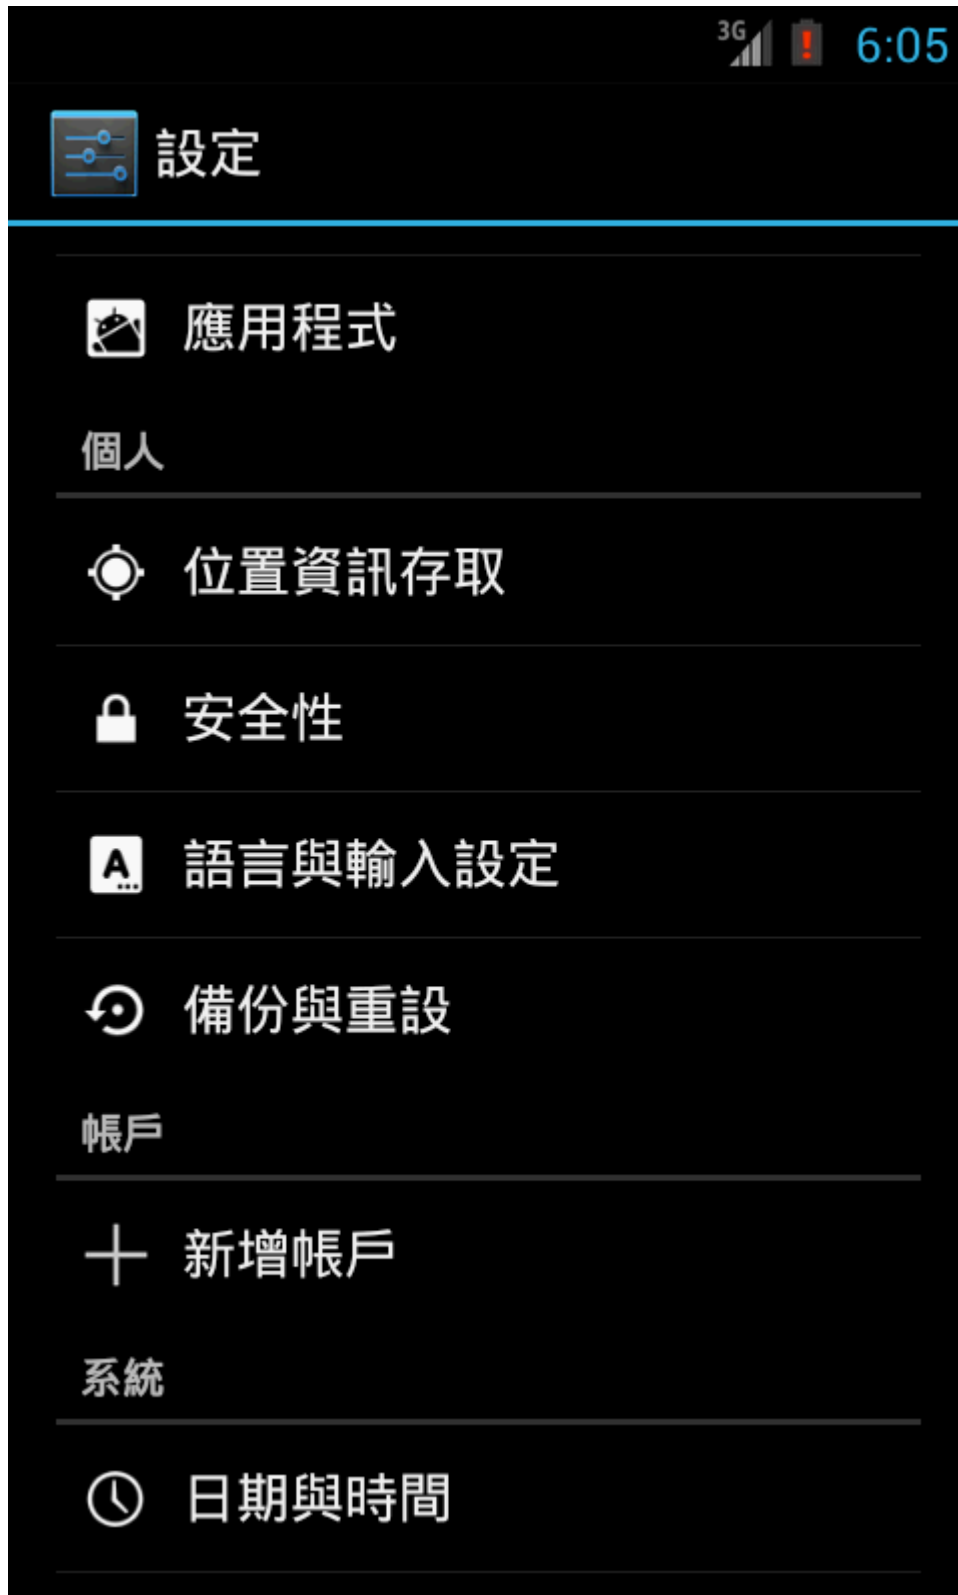 3G
6:05
設定
應用程式
個人
位置資訊存取
安全性
語言與輸入設定
備份與重設
帳戶
新增帳戶
系統
日期與時間